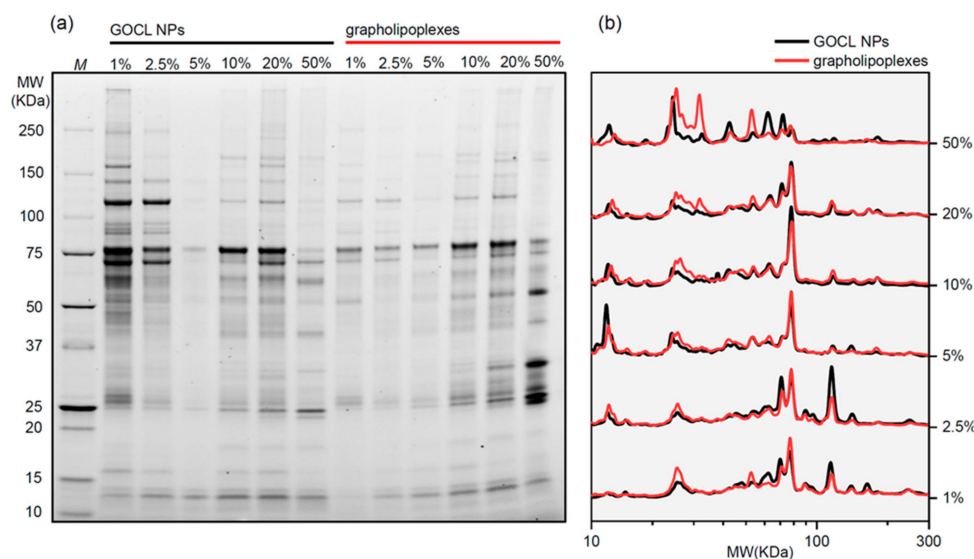 (a)
GOCL NPs
grapholipoplexes
MW
(KDa)
M
1% 2.5% 5% 10% 20% 50%
1% 2.5% 5% 10% 20% 50%
250
150
100
75
50
37
25
20
15
10
(b)
GOCL NPs
grapholipoplexes
50%
20%
10%
5%
2.5%
1%
10
100
300
MW(KDa)